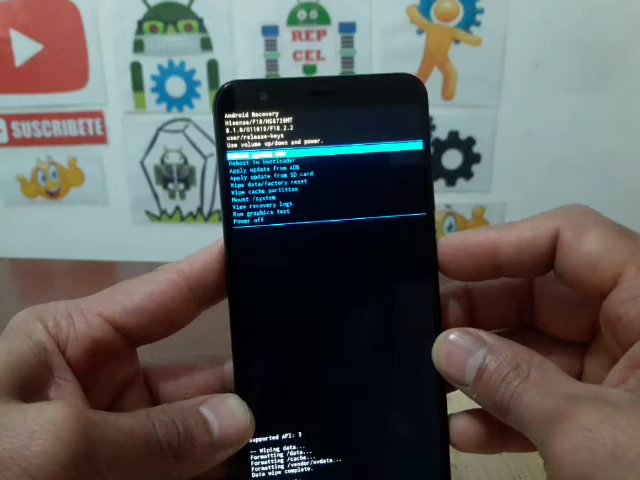 REP
CEL
SUSCRIBETE
Android Recovery
Hisense/F18/HS6739MT
8.1.0/O11019/F18.2.2
user/release-keys
Use volume up/down and power.
Reboot system now
Reboot to bootloader
Apply update from ADB
Apply update from SD card
Wipe data/factory reset
Wipe cache partition
Mount /system
View recovery logs
Run graphics test
Power off
Supported API: 3
-- Wiping data...
Formatting /data...
Formatting /cache...
Formatting /vendor/nvdata...
Data wipe complete.